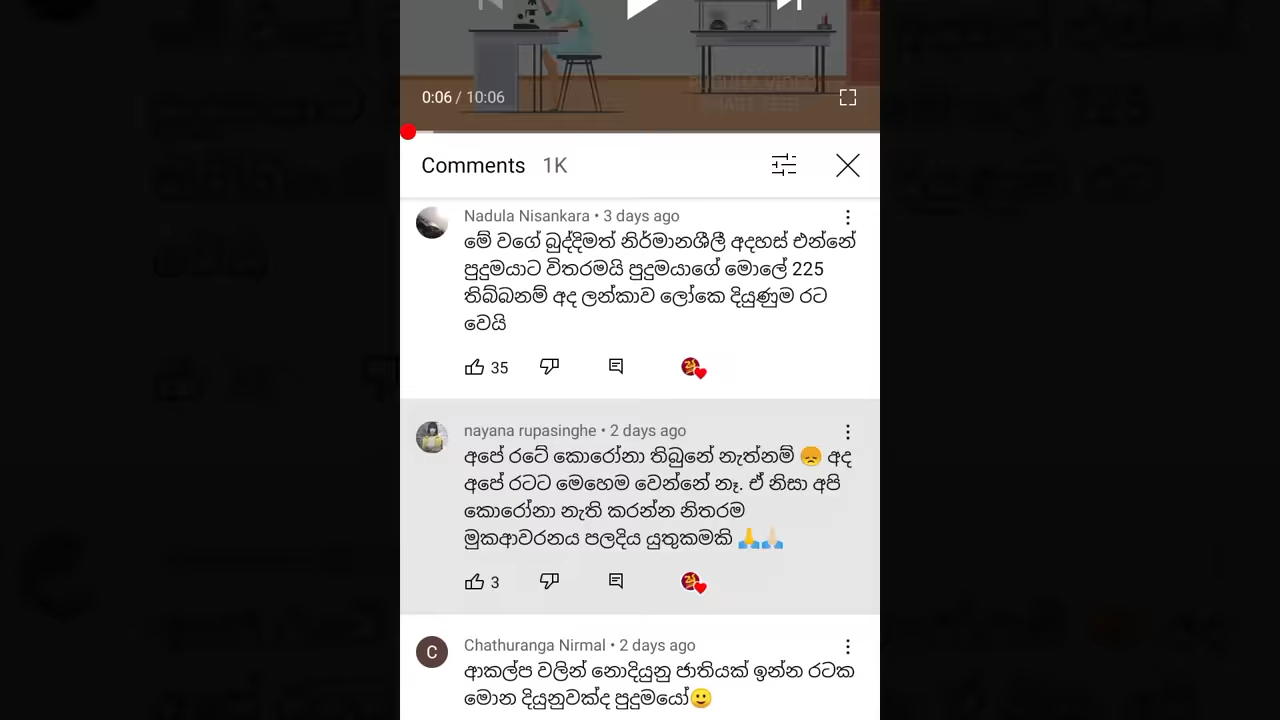 0:06 / 10:06
Comments 1K
Nadula Nisankara • 3 days ago
මේ වගේ බුද්දිමත් නිර්මානශීලී අදහස් එන්නේ
පුදුමයාට විතරමයි පුදුමයාගේ මොලේ 225
තිබ්බනම් අද ලන්කාව ලෝකෙ දියුණුම රට
වෙයි
35
nayana rupasinghe • 2 days ago
අපේ රටේ කොරෝනා තිබුනේ නැත්නම් 😞 අද
අපේ රටට මෙහෙම වෙන්නේ නෑ. ඒ නිසා අපි
කොරෝනා නැති කරන්න නිතරම
මුකආවරනය පලදිය යුතුකමකි 🙏🙏🏻
3
C
Chathuranga Nirmal • 2 days ago
ආකල්ප වලින් නොදියුනු ජාතියක් ඉන්න රටක
මොන දියුනුවක්ද පුදුමයෝ🙂